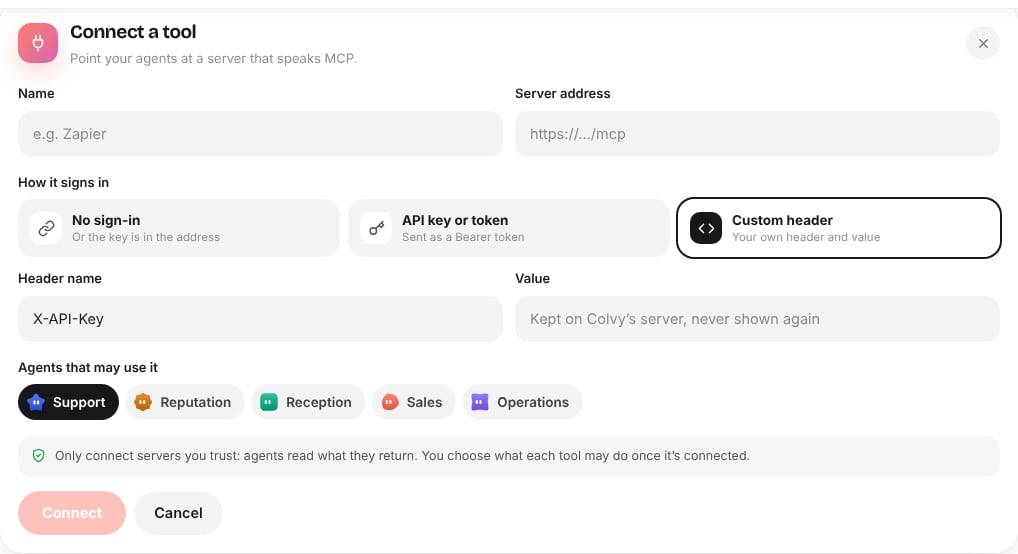 Connect a tool
Point your agents at a server that speaks MCP.
Name
Server address
e.g. Zapier
https://.../mcp
How it signs in
No sign-in
Or the key is in the address
API key or token
Sent as a Bearer token
Custom header
Your own header and value
Header name
Value
X-API-Key
Kept on Colvy’s server, never shown again
Agents that may use it
Support
Reputation
Reception
Sales
Operations
Only connect servers you trust: agents read what they return. You choose what each tool may do once it’s connected.
Connect
Cancel